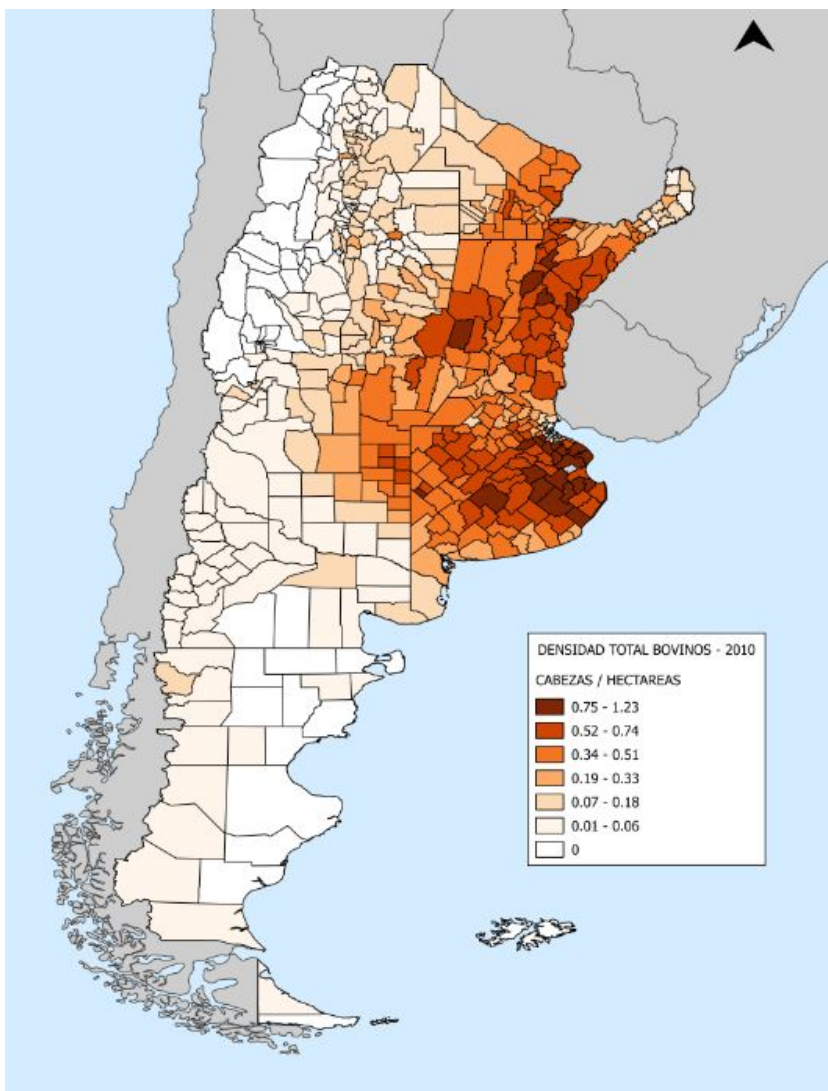 DENSIDAD TOTAL BOVINOS - 2010
CABEZAS / HECTAREAS
0.75 - 1.23
0.52 - 0.74
0.34 - 0.51
0.19 - 0.33
0.07 - 0.18
0.01 - 0.06
0